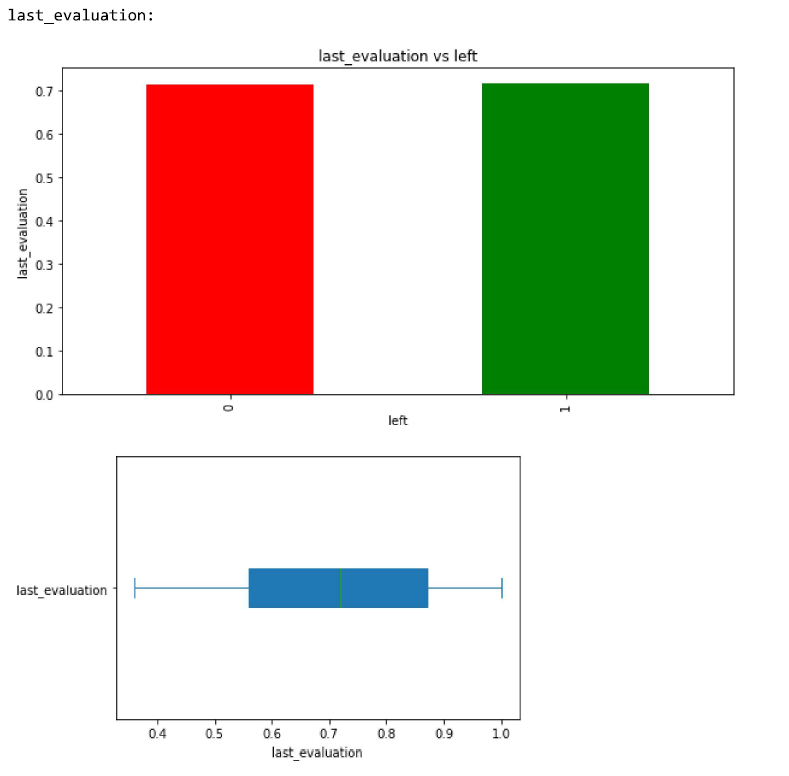 last_evaluation:
last_evaluation vs left
0.7
0.6
0.5
0.4
0.3
0.2
0.1
0.0
last_evaluation
0
1
left
last_evaluation
0.4 0.5 0.6 0.7 0.8 0.9 1.0
last_evaluation